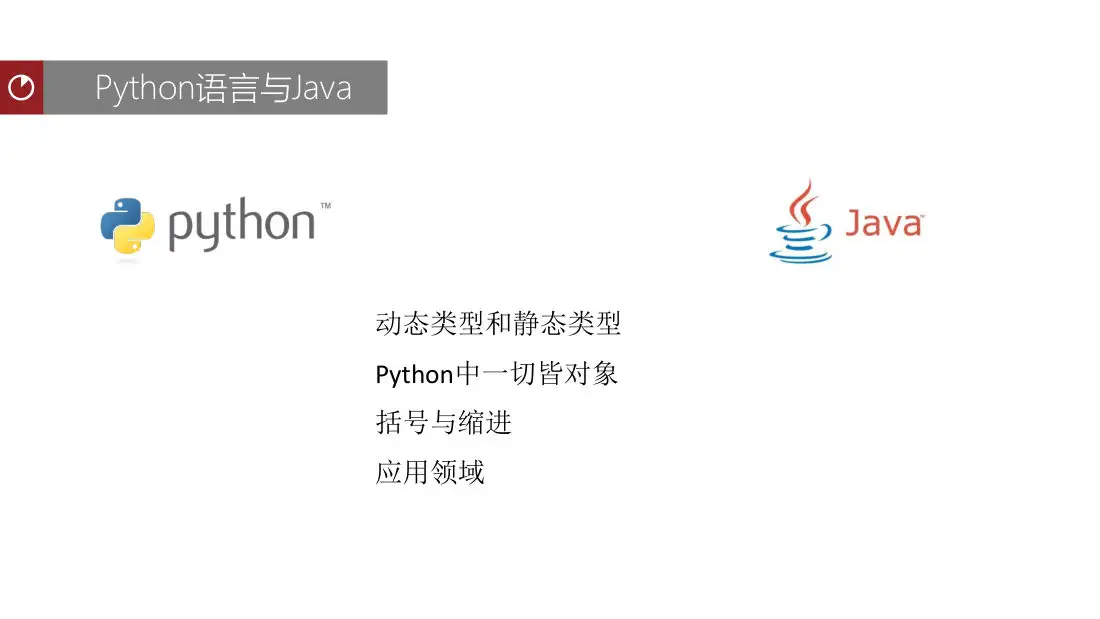 Python语言与Java
python™
Java™
动态类型和静态类型
Python中一切皆对象
括号与缩进
应用领域